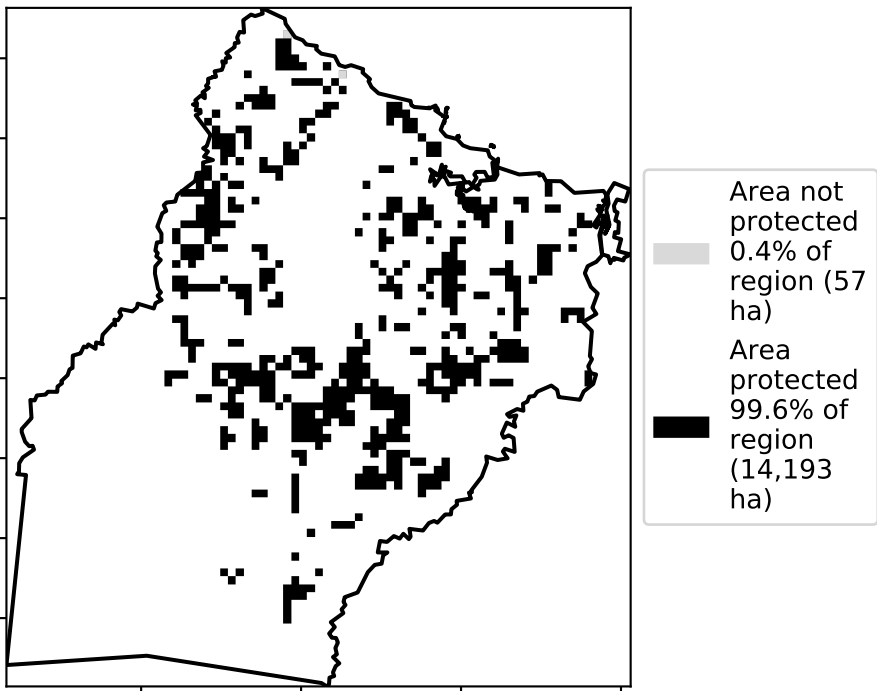 Area not
protected
0.4% of
region (57
ha)
Area
protected
99.6% of
region
(14,193
ha)